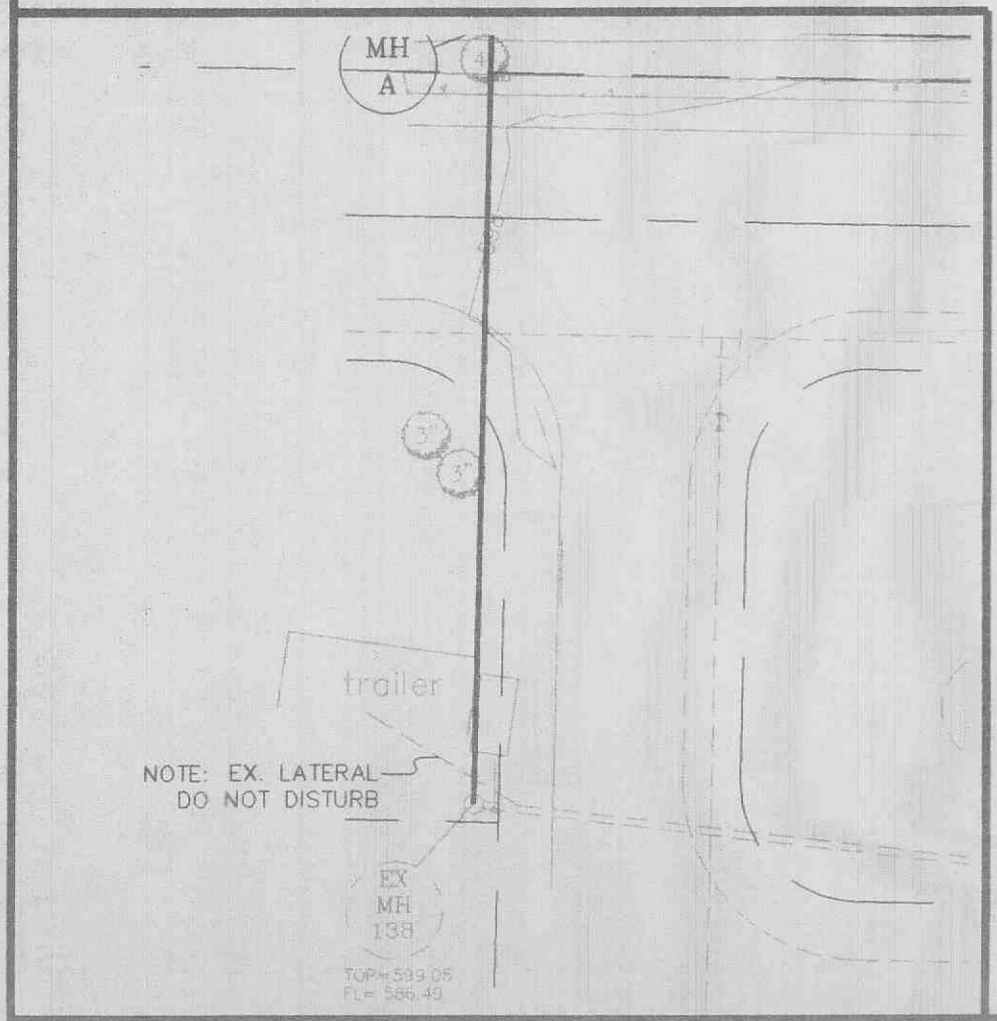 MH
A
3"
3"
trailer
NOTE: EX. LATERAL
DO NOT DISTURB
EX
MH
138
TOP= 599.05
FL= 586.49